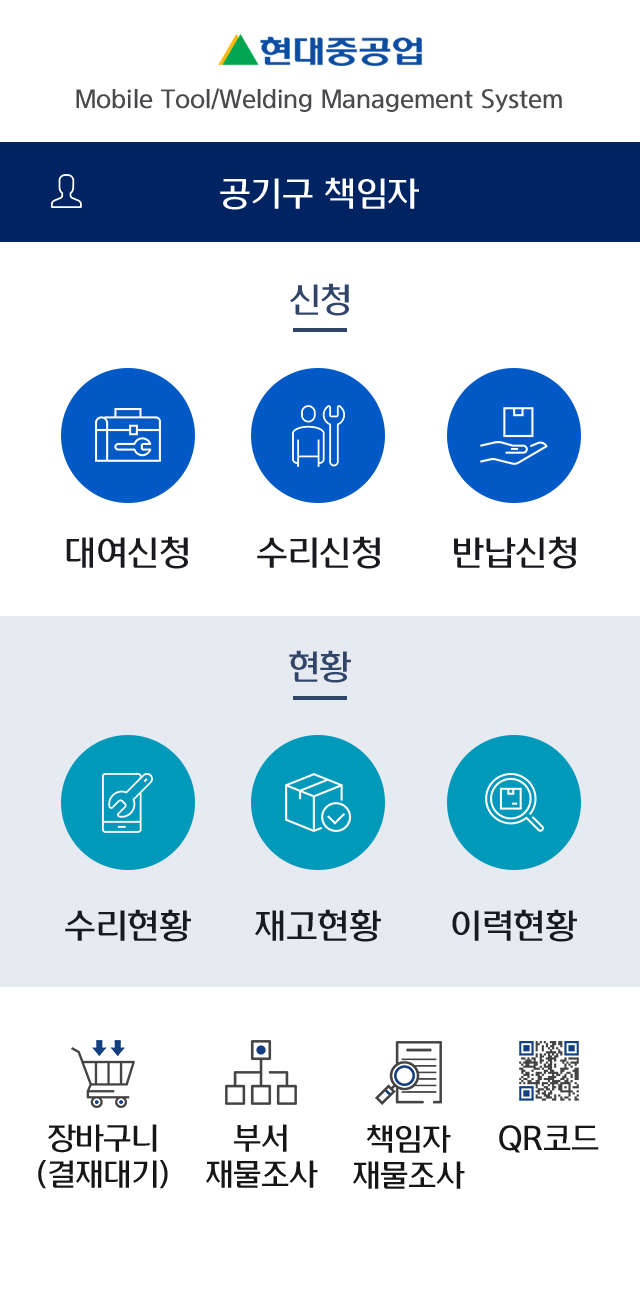 현대중공업
Mobile Tool/Welding Management System
공기구 책임자
신청
대여신청 수리신청 반납신청
현황
수리현황 재고현황 이력현황
장바구니 부서 책임자 QR코드
(결재대기) 재물조사 재물조사